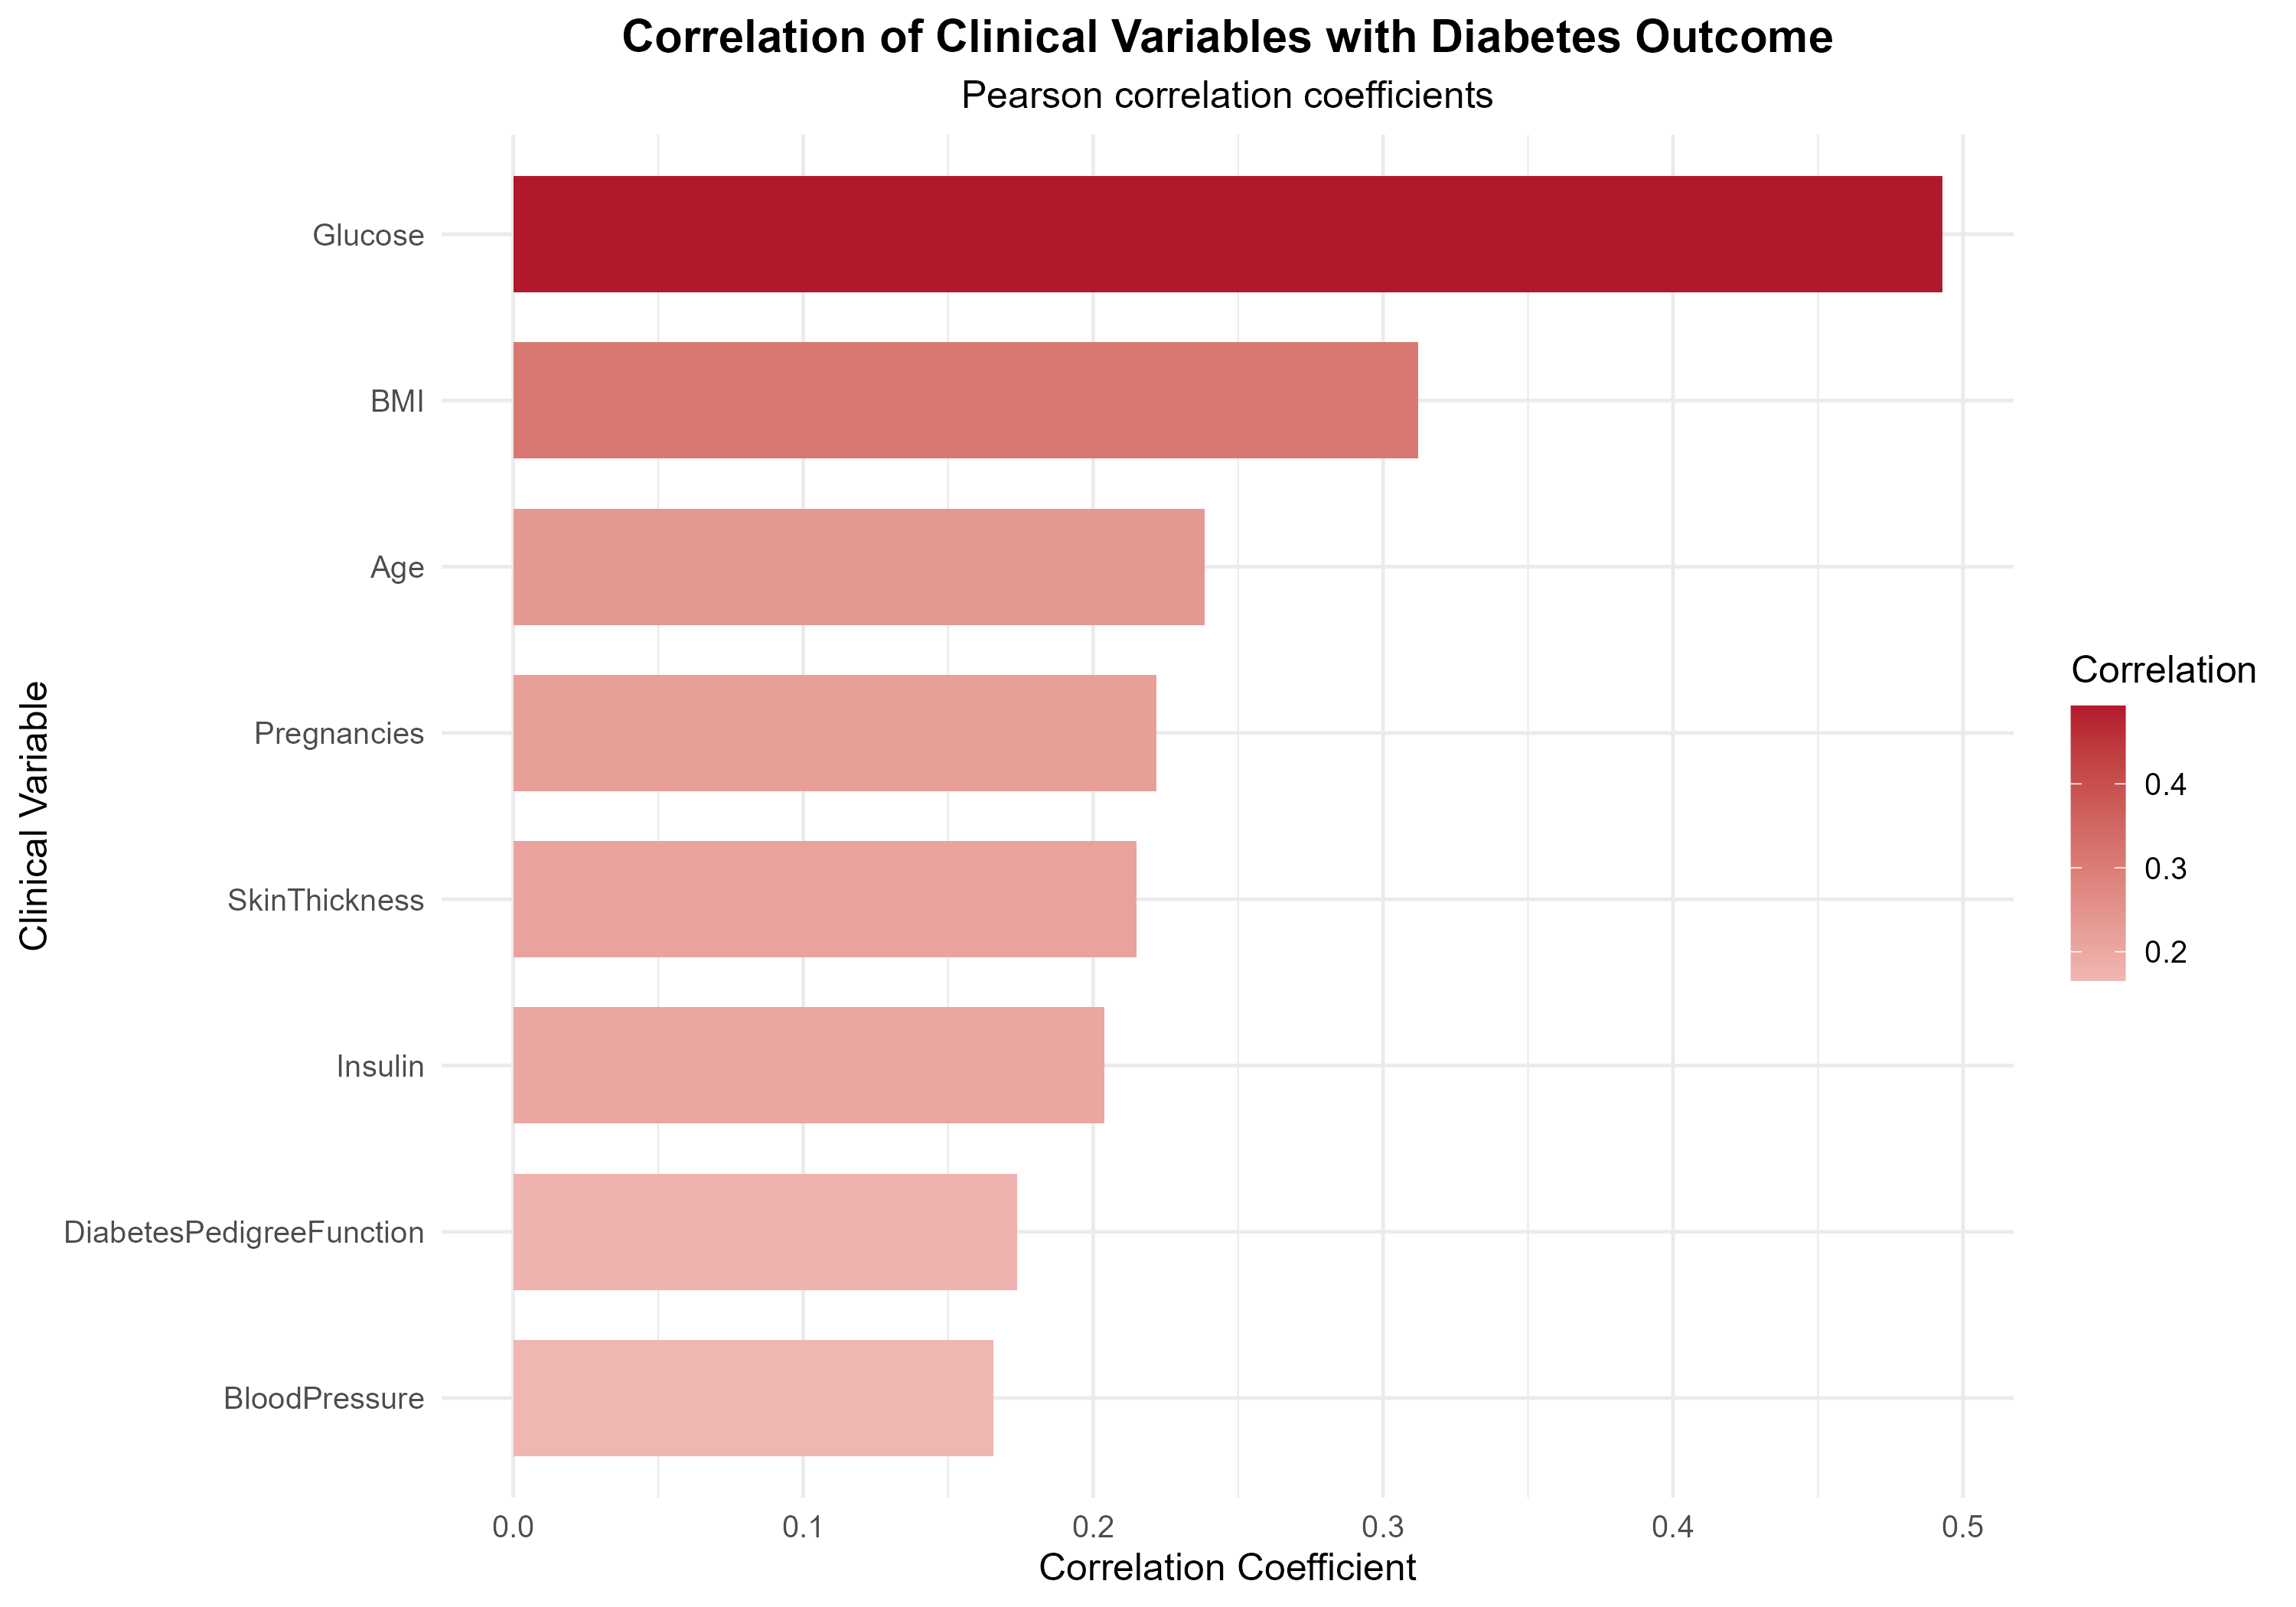 Correlation of Clinical Variables with Diabetes Outcome
Pearson correlation coefficients
Clinical Variable
Glucose
BMI
Age
Pregnancies
SkinThickness
Insulin
DiabetesPedigreeFunction
BloodPressure
0.0 0.1 0.2 0.3 0.4 0.5
Correlation Coefficient
Correlation
0.4
0.3
0.2